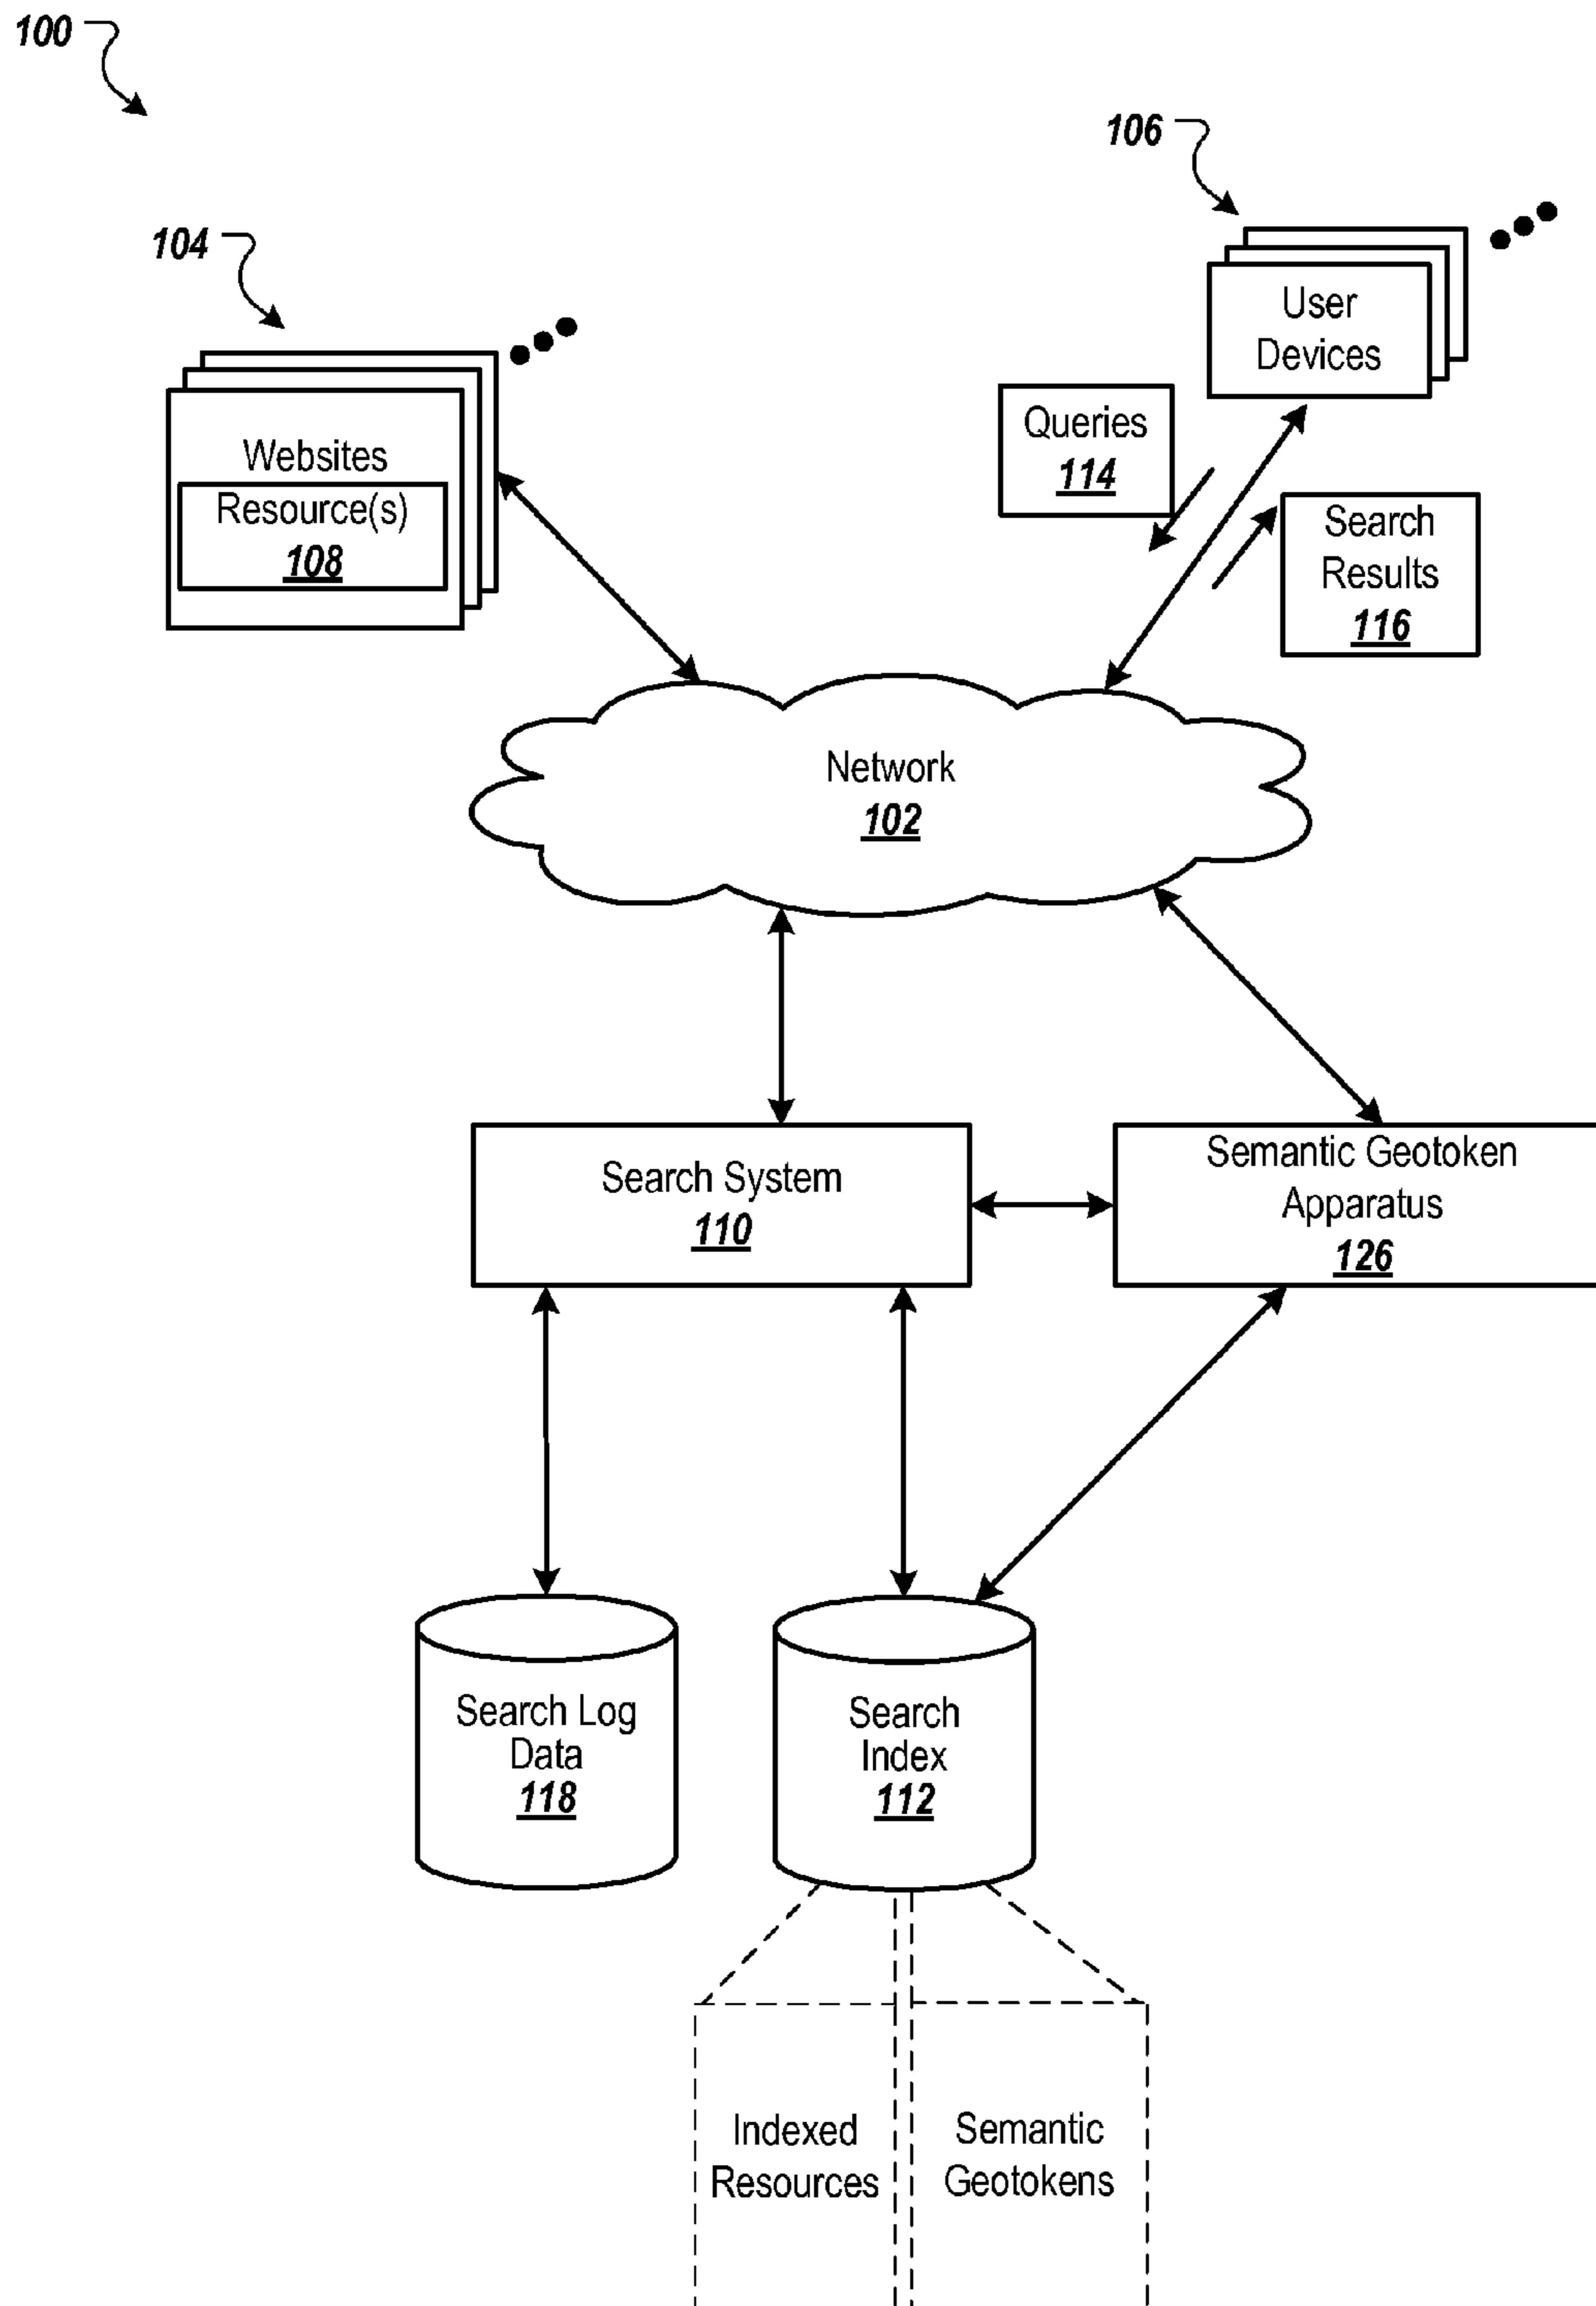 100
106
104
User
Devices
Queries
114
Websites
Resource(s)
108
Search
Results
116
Network
102
Search System
110
Semantic Geotoken
Apparatus
126
Search Log
Data
118
Search
Index
112
Indexed
Resources
Semantic
Geotokens